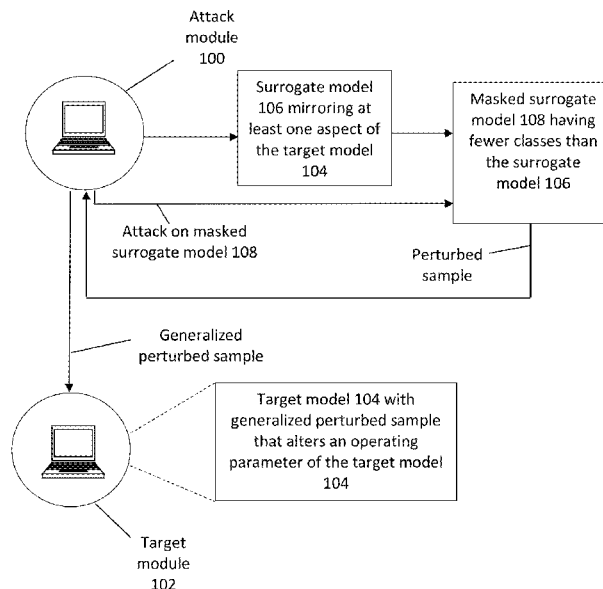 Attack
module
100
Surrogate model
106 mirroring at
least one aspect of
the target model
104
Masked surrogate
model 108 having
fewer classes than
the surrogate
model 106
Attack on masked
surrogate model 108
Perturbed
sample
Generalized
perturbed sample
Target model 104 with
generalized perturbed sample
that alters an operating
parameter of the target model
104
Target
module
102